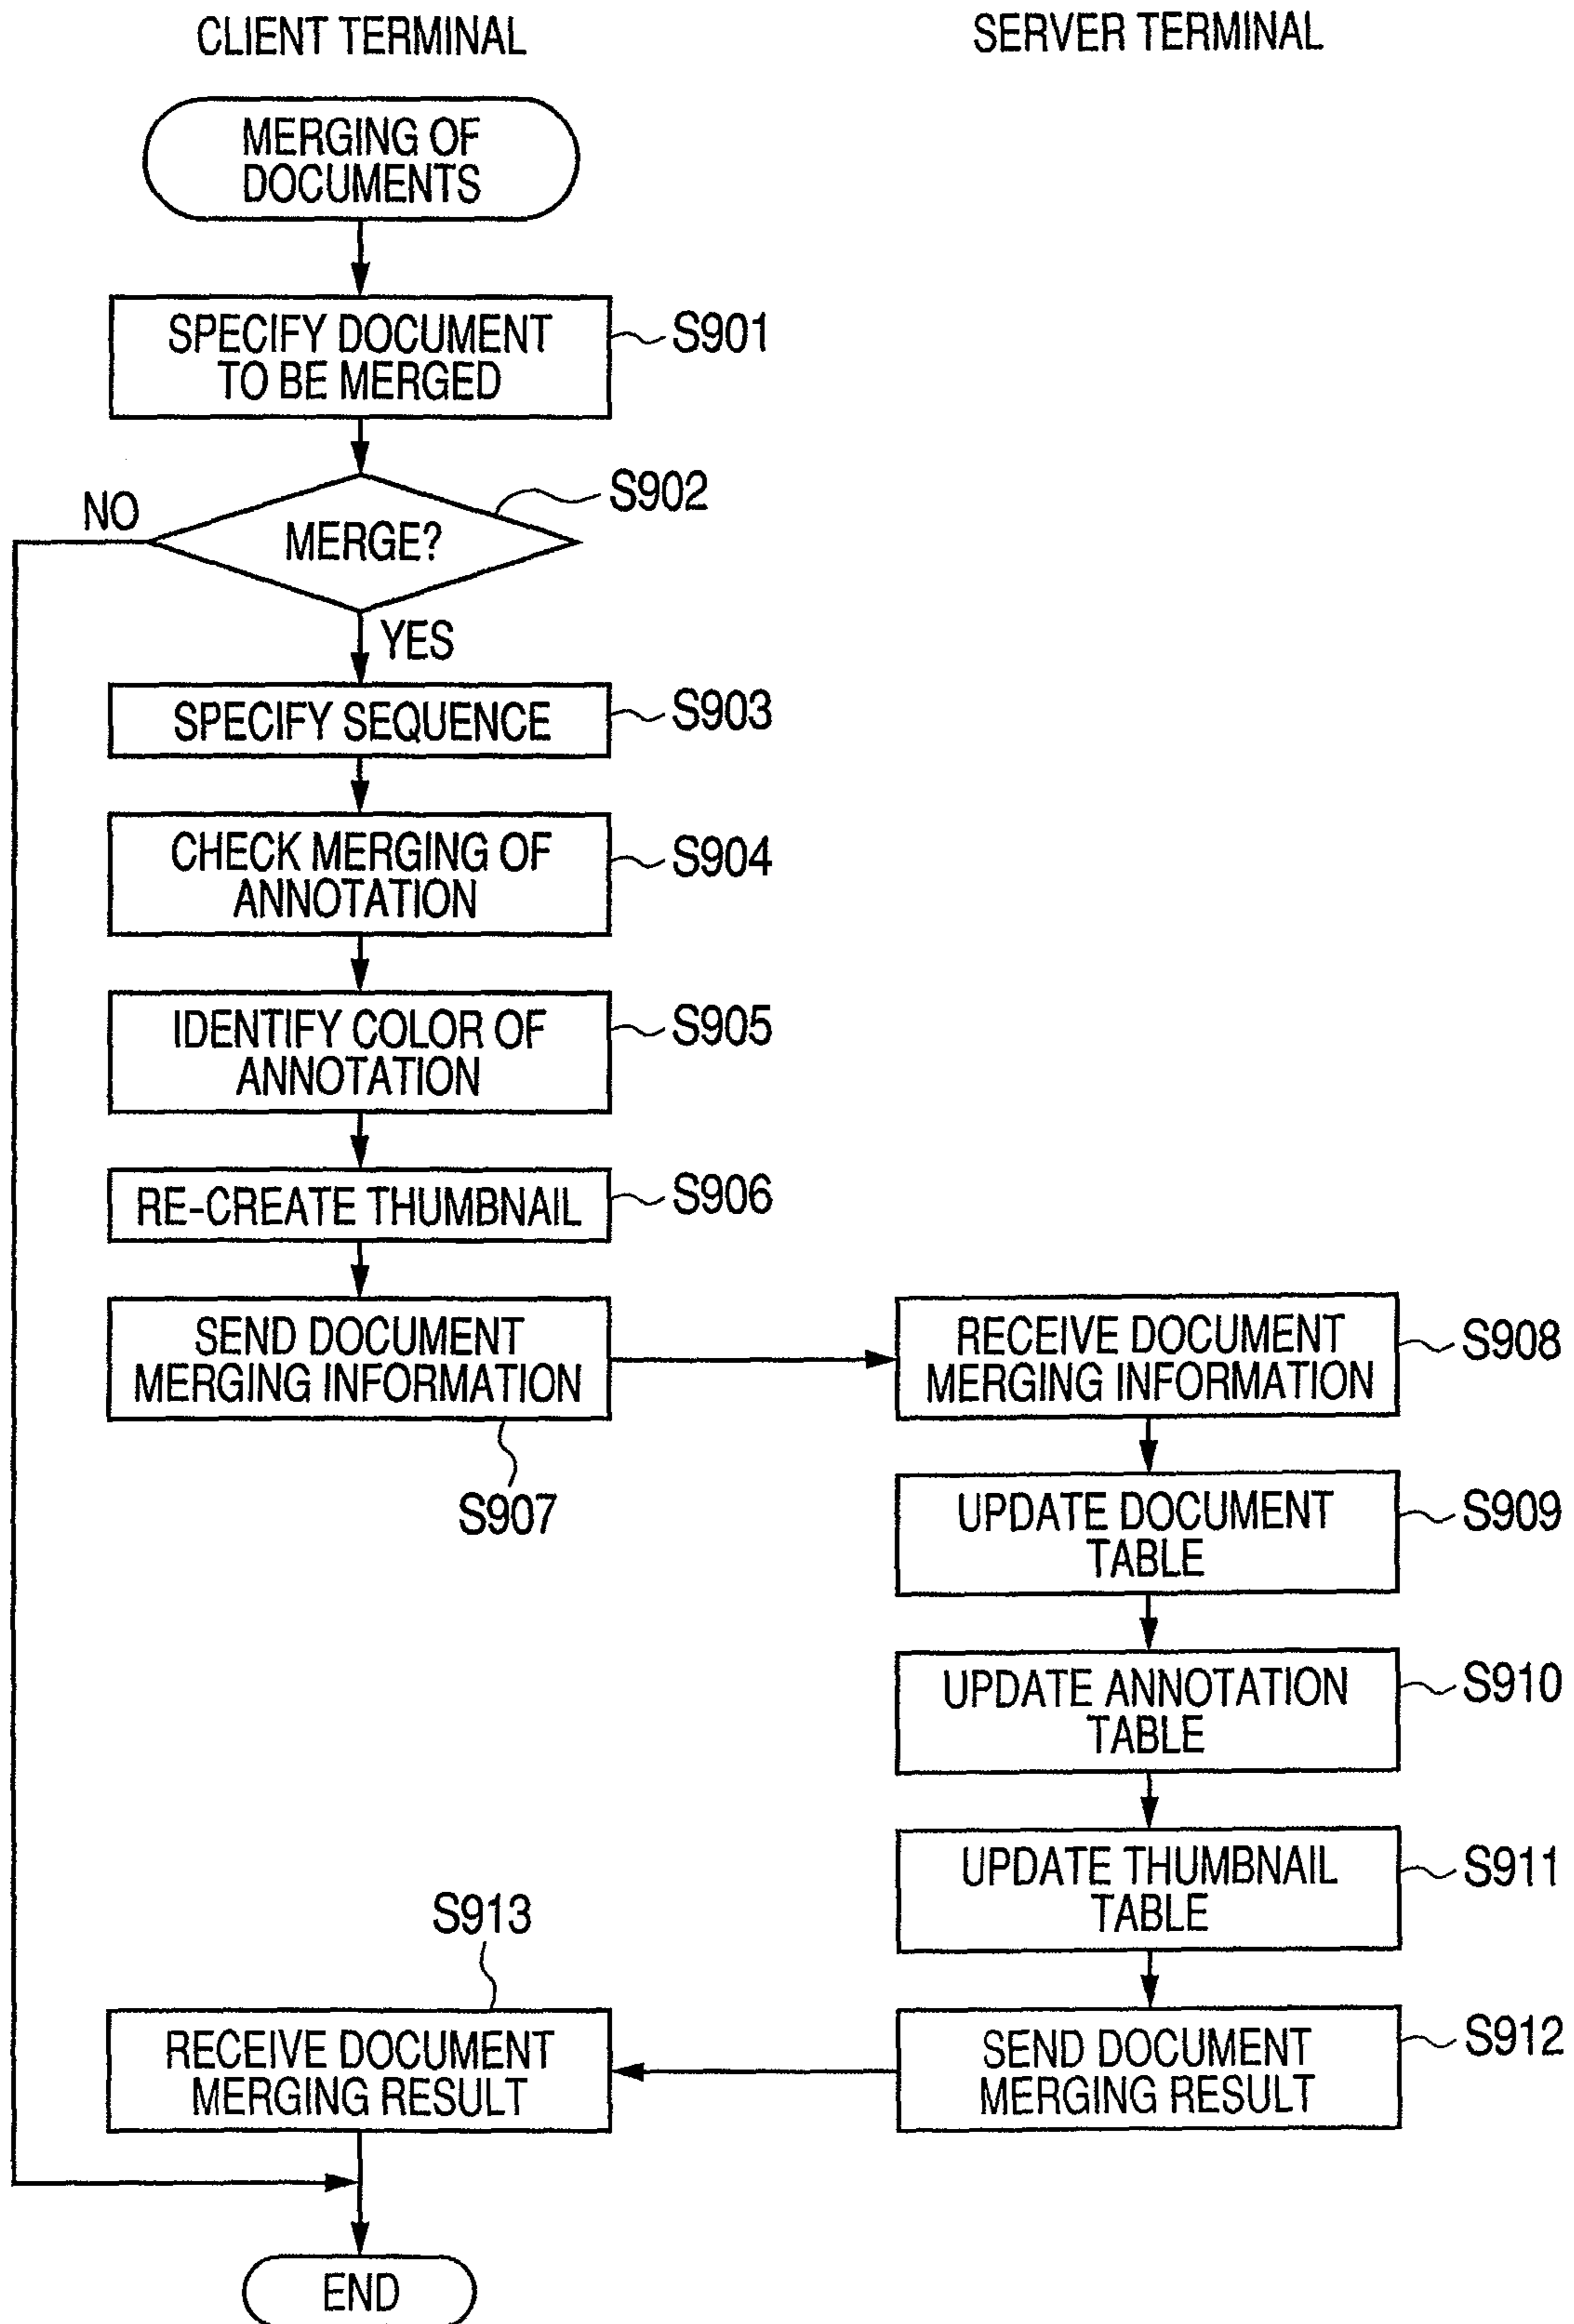 CLIENT TERMINAL
SERVER TERMINAL
MERGING OF
DOCUMENTS
SPECIFY DOCUMENT
TO BE MERGED
S901
MERGE?
S902
NO
YES
SPECIFY SEQUENCE
S903
CHECK MERGING OF
ANNOTATION
S904
IDENTIFY COLOR OF
ANNOTATION
S905
RE-CREATE THUMBNAIL
S906
SEND DOCUMENT
MERGING INFORMATION
S907
RECEIVE DOCUMENT
MERGING INFORMATION
S908
UPDATE DOCUMENT
TABLE
S909
UPDATE ANNOTATION
TABLE
S910
UPDATE THUMBNAIL
TABLE
S911
SEND DOCUMENT
MERGING RESULT
S912
S913
RECEIVE DOCUMENT
MERGING RESULT
END